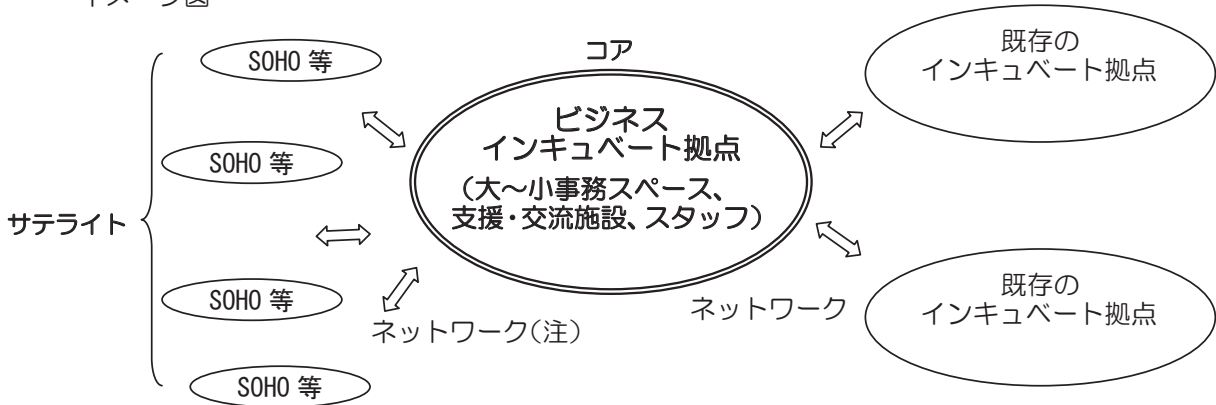 イメージ図
サテライト
SOHO 等
SOHO 等
SOHO 等
SOHO 等
コア
ビジネス
インキュベート拠点
（大～小事務スペース、
支援・交流施設、スタッフ）
ネットワーク（注）
ネットワーク
既存の
インキュベート拠点
既存の
インキュベート拠点